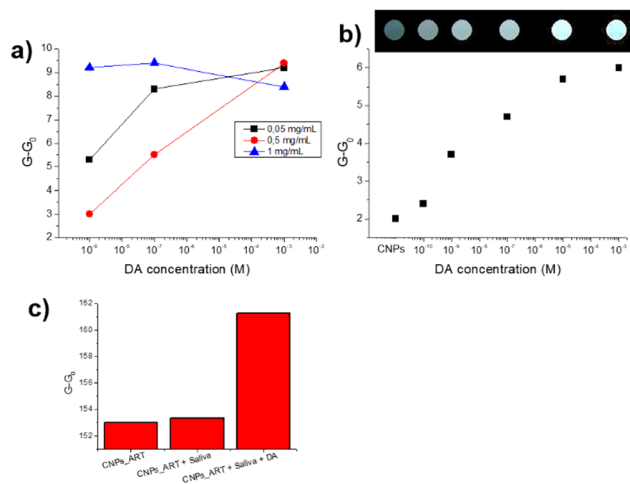 a)
G-G₀
10
9
8
7
6
5
4
3
2
0,05 mg/mL
0,5 mg/mL
1 mg/mL
10⁻⁹ 10⁻⁸ 10⁻⁷ 10⁻⁶ 10⁻⁵ 10⁻⁴ 10⁻³ 10⁻²
DA concentration (M)
b)
G-G₀
6
5
4
3
2
CNPs 10⁻¹⁰ 10⁻⁹ 10⁻⁸ 10⁻⁷ 10⁻⁶ 10⁻⁵ 10⁻⁴ 10⁻³
DA concentration (M)
c)
G-G₀
162
160
158
156
154
152
CNPs_ART
CNPs_ART + Saliva
CNPs_ART + Saliva + DA